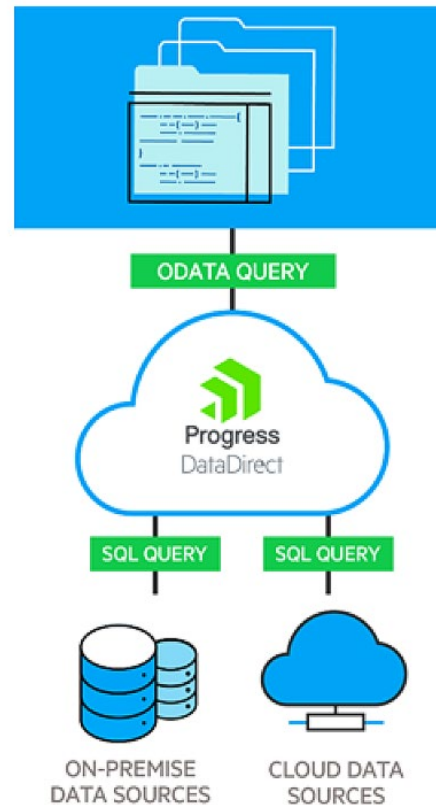 ODATA QUERY
Progress
DataDirect
SQL QUERY
SQL QUERY
ON-PREMISE
DATA SOURCES
CLOUD DATA
SOURCES